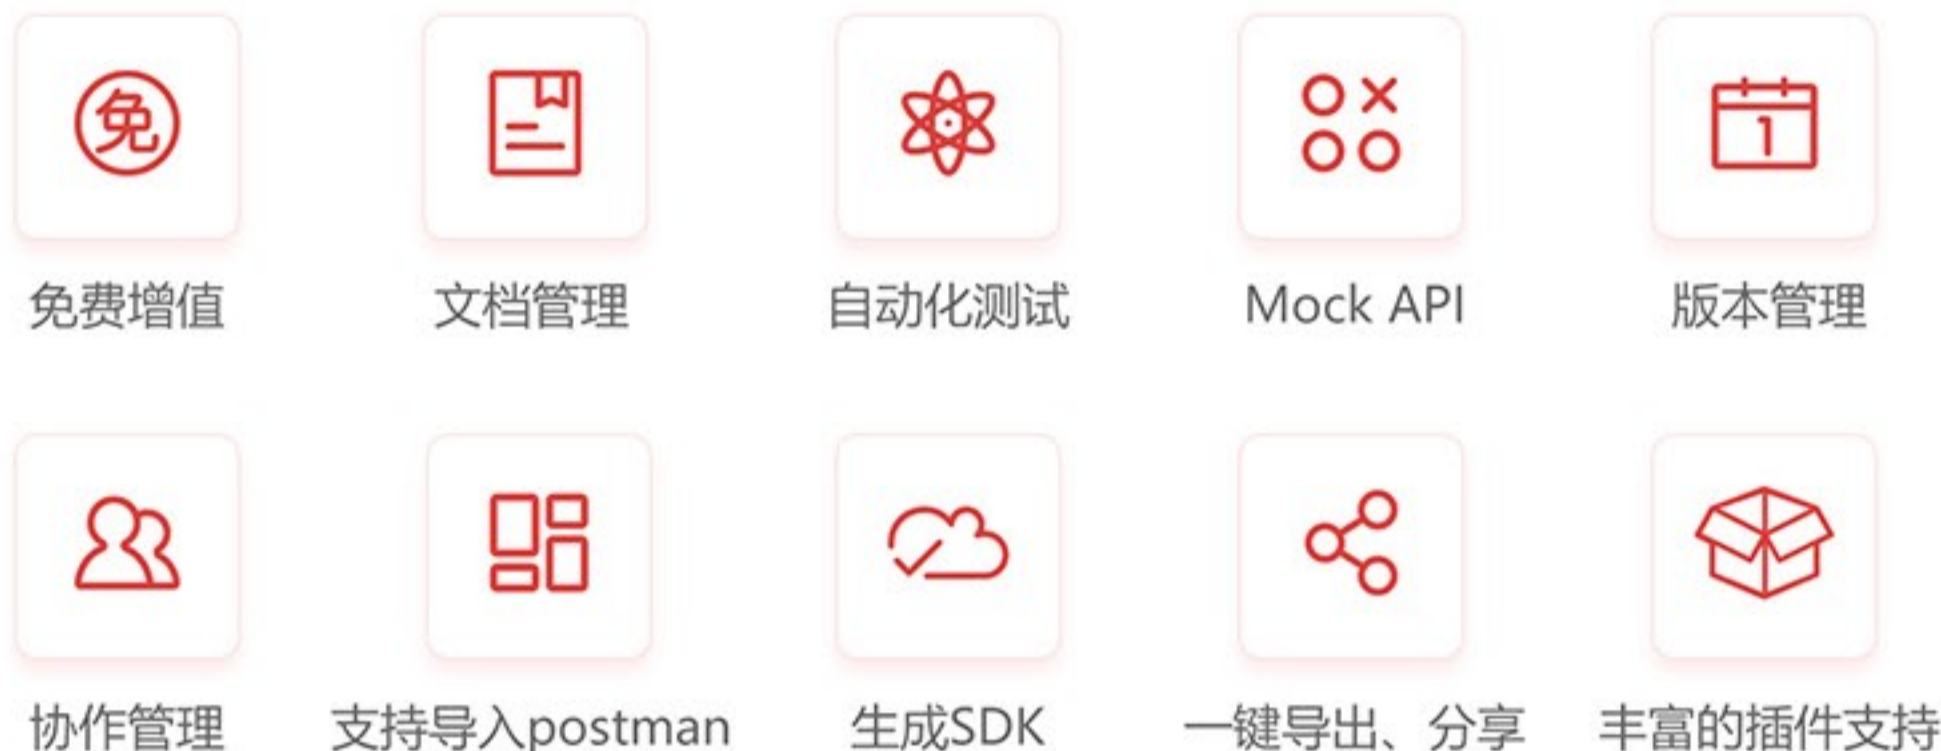 免
1
免费增值
文档管理
自动化测试
Mock API
版本管理
协作管理
支持导入postman
生成SDK
一键导出、分享
丰富的插件支持